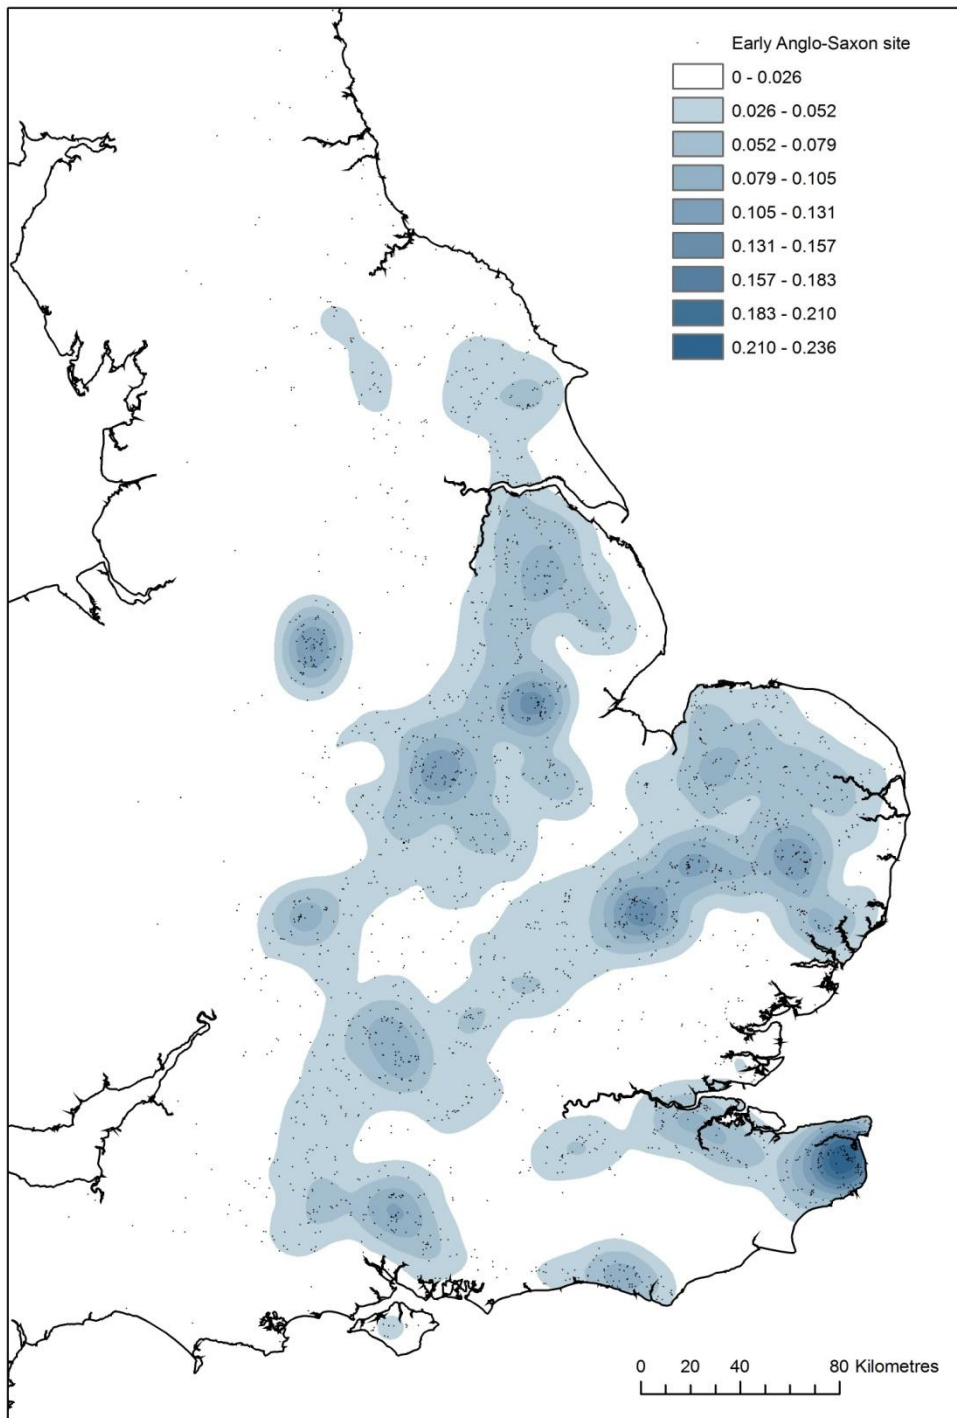 Early Anglo-Saxon site
0 - 0.026
0.026 - 0.052
0.052 - 0.079
0.079 - 0.105
0.105 - 0.131
0.131 - 0.157
0.157 - 0.183
0.183 - 0.210
0.210 - 0.236
0 20 40 80 Kilometres